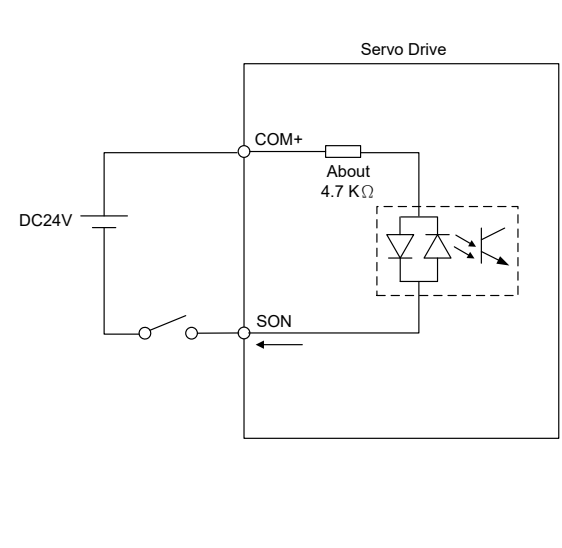 Servo Drive
COM+
About
4.7 KΩ
DC24V
SON